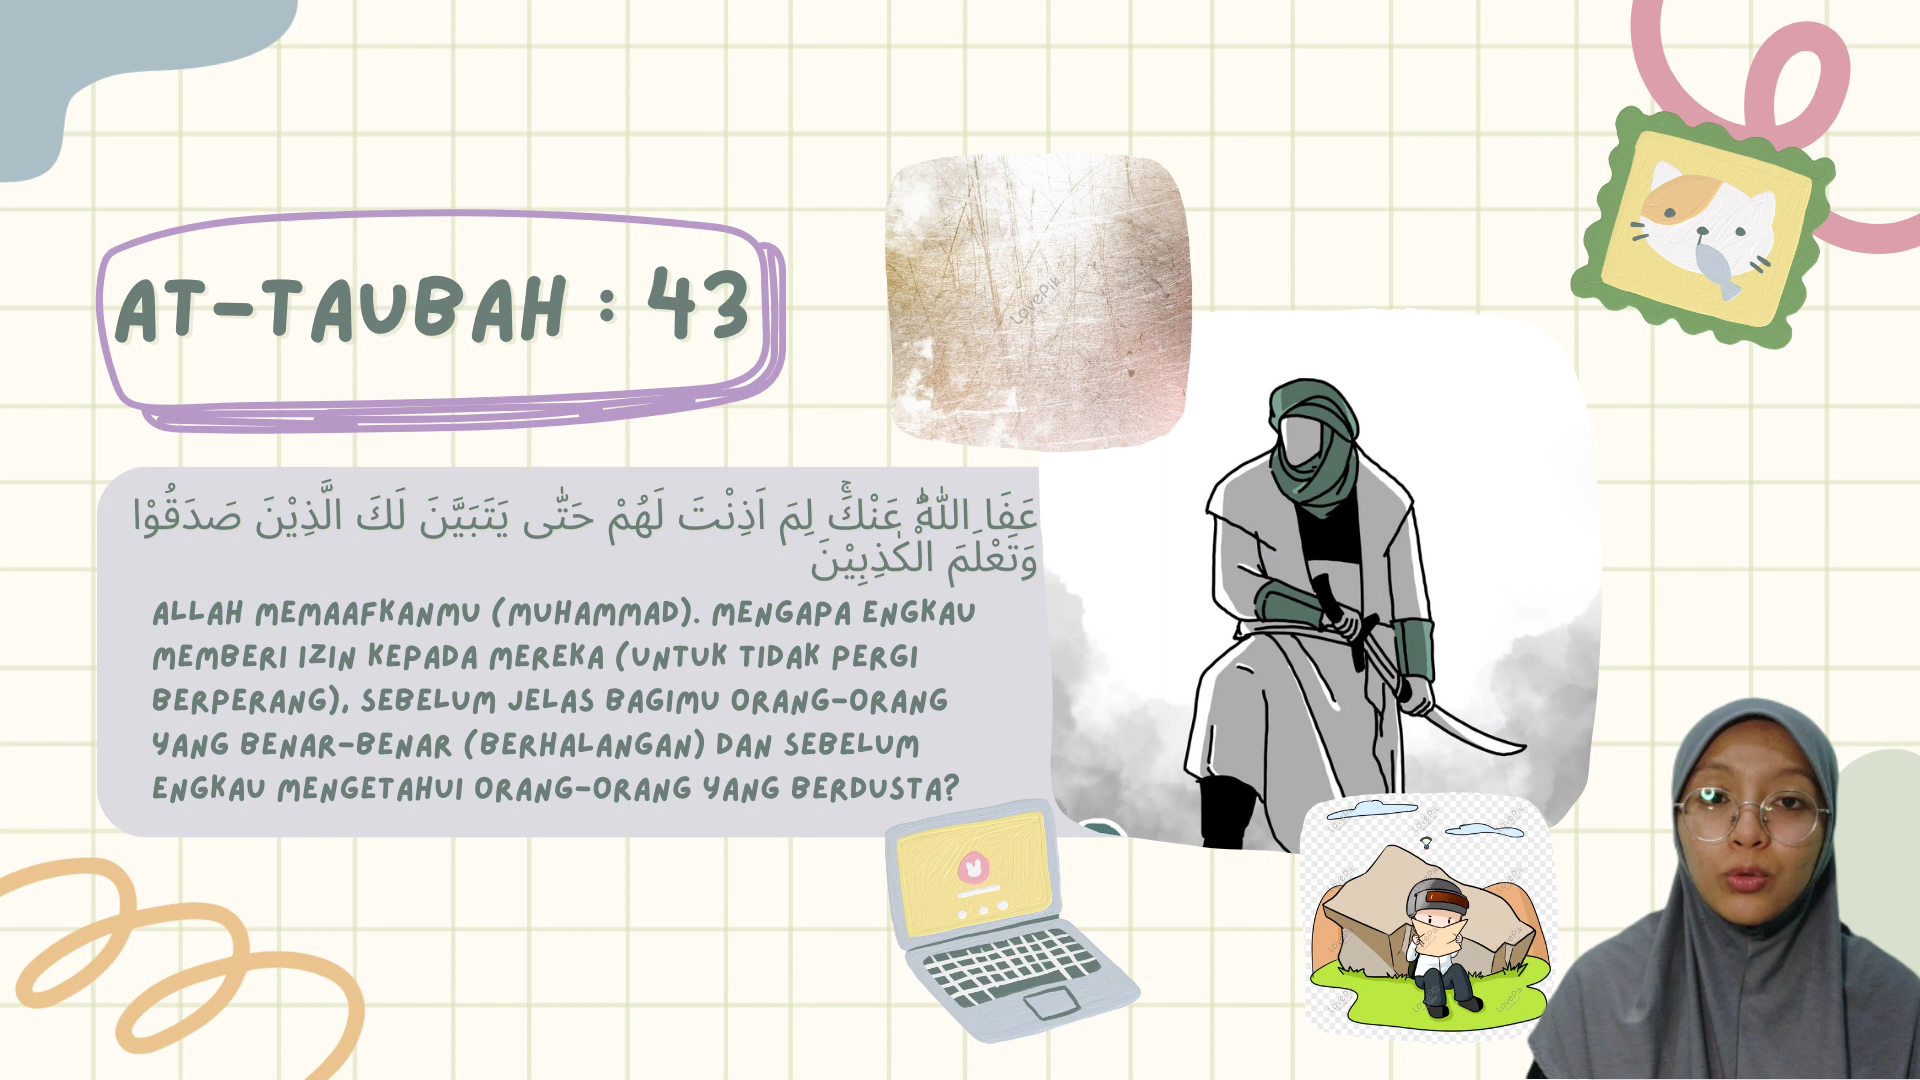 AT-TAUBAH : 43
عَفَا اللّٰهُ عَنْكَۚ لِمَ اَذِنْتَ لَهُمْ حَتّٰى يَتَبَيَّنَ لَكَ الَّذِيْنَ صَدَقُوْا
وَتَعْلَمَ الْكٰذِبِيْنَ
ALLAH MEMAAFKANMU (MUHAMMAD). MENGAPA ENGKAU
MEMBERI IZIN KEPADA MEREKA (UNTUK TIDAK PERGI
BERPERANG), SEBELUM JELAS BAGIMU ORANG-ORANG
YANG BENAR-BENAR (BERHALANGAN) DAN SEBELUM
ENGKAU MENGETAHUI ORANG-ORANG YANG BERDUSTA?
LovePik